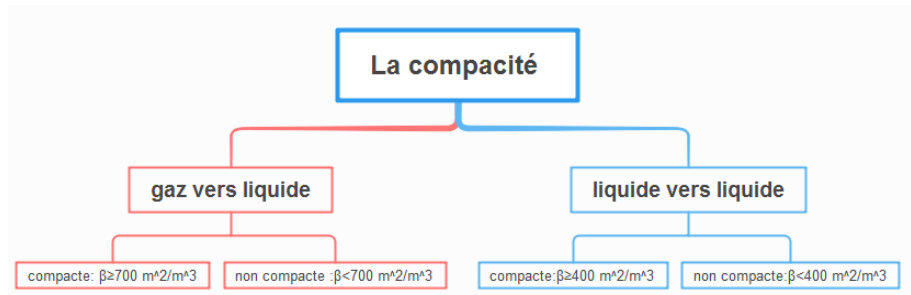 La compacité
gaz vers liquide
liquide vers liquide
compacte: β≥700 m^2/m^3
non compacte :β<700 m^2/m^3
compacte:β≥400 m^2/m^3
non compacte:β<400 m^2/m^3